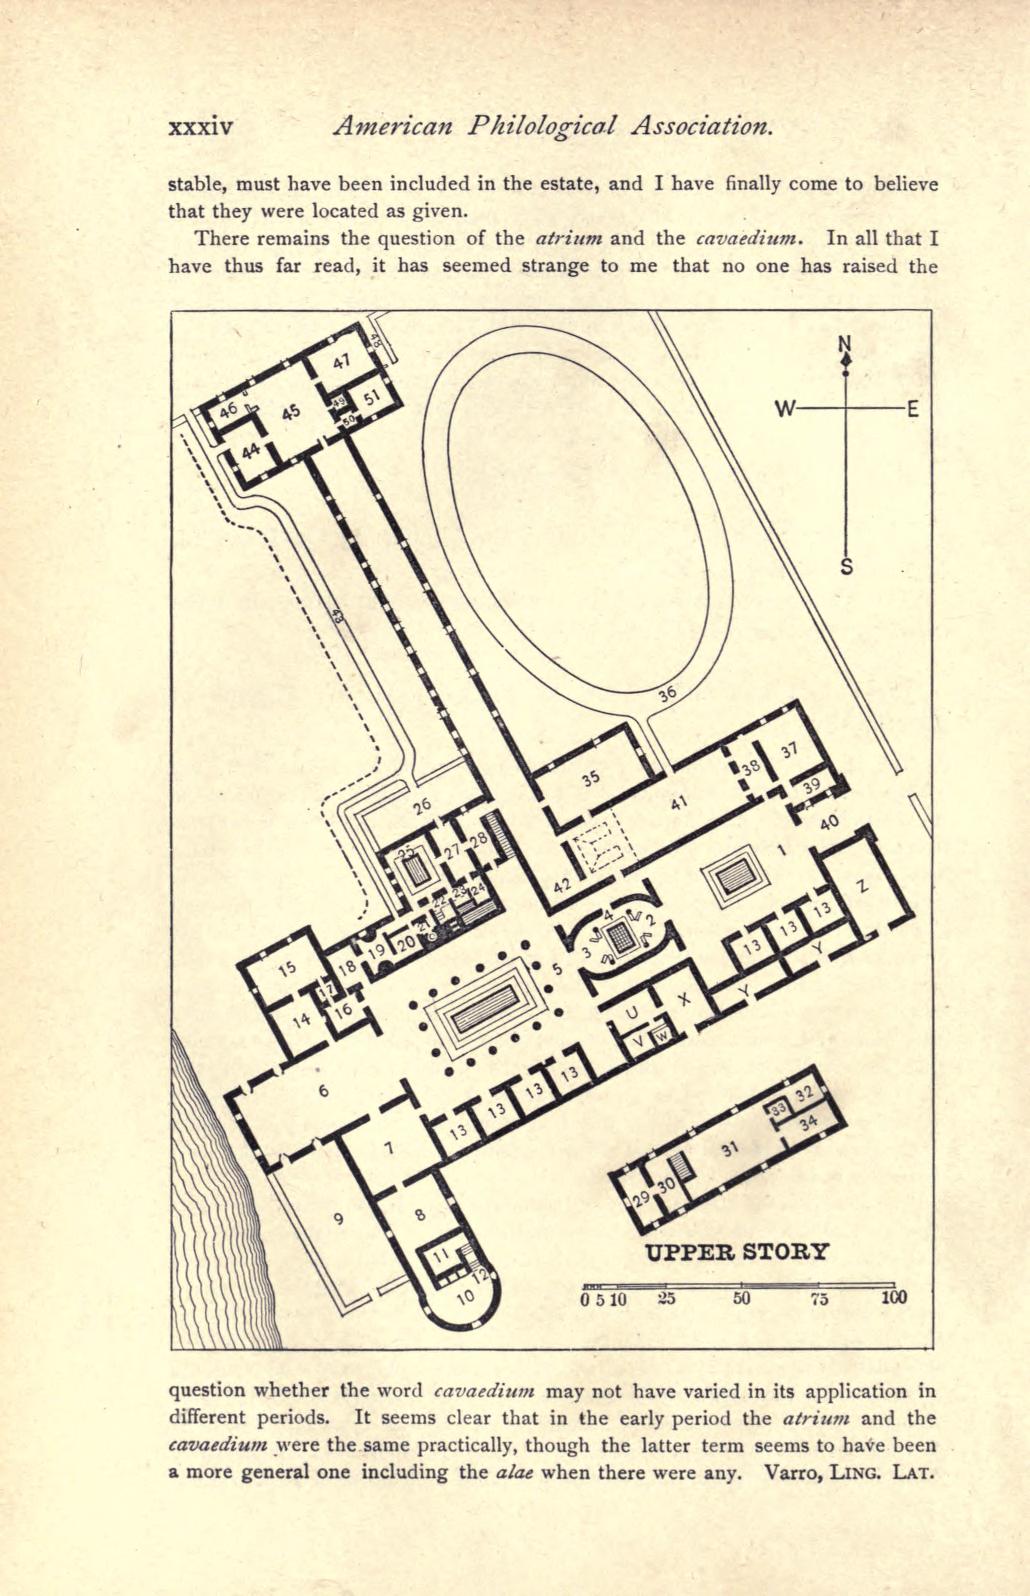 xxxiv American Philological Association.
stable, must have been included in the estate, and I have finally come to believe
that they were located as given.
There remains the question of the atrium and the cavaedium. In all that I
have thus far read, it has seemed strange to me that no one has raised the
N
W E
S
48
47
46
45
49
51
50
44
43
36
35
37
38
39
41
40
26
1
25
27
28
42
Z
22
23
24
21
4
2
13
13
13
20
19
3
Y
18
5
15
17
16
14
X
Y
U
V
W
6
13
13
13
13
32
33
34
7
31
30
29
9
8
11
12
10
UPPER STORY
0 5 10 25 50 75 100
question whether the word cavaedium may not have varied in its application in
different periods. It seems clear that in the early period the atrium and the
cavaedium were the same practically, though the latter term seems to have been
a more general one including the alae when there were any. Varro, LING. LAT.